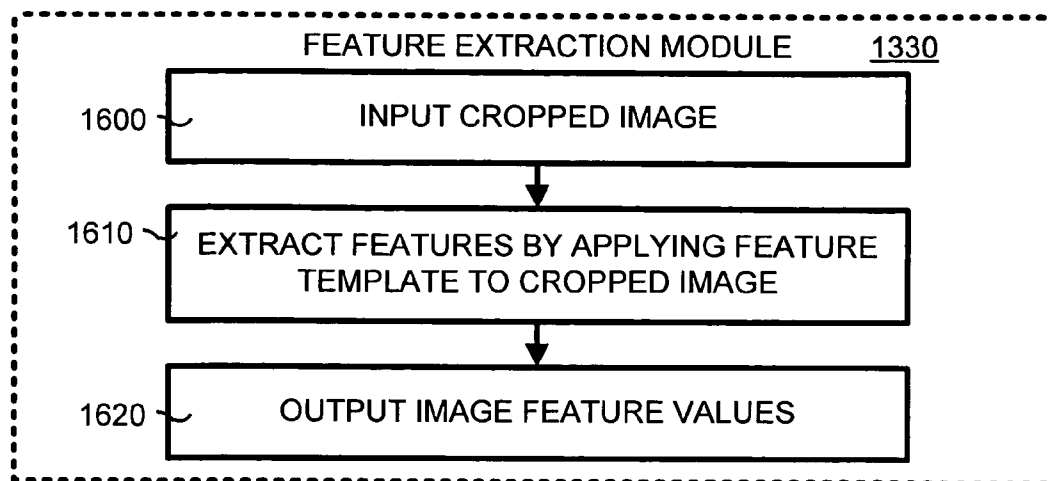 FEATURE EXTRACTION MODULE 1330
1600 INPUT CROPPED IMAGE
1610 EXTRACT FEATURES BY APPLYING FEATURE
TEMPLATE TO CROPPED IMAGE
1620 OUTPUT IMAGE FEATURE VALUES